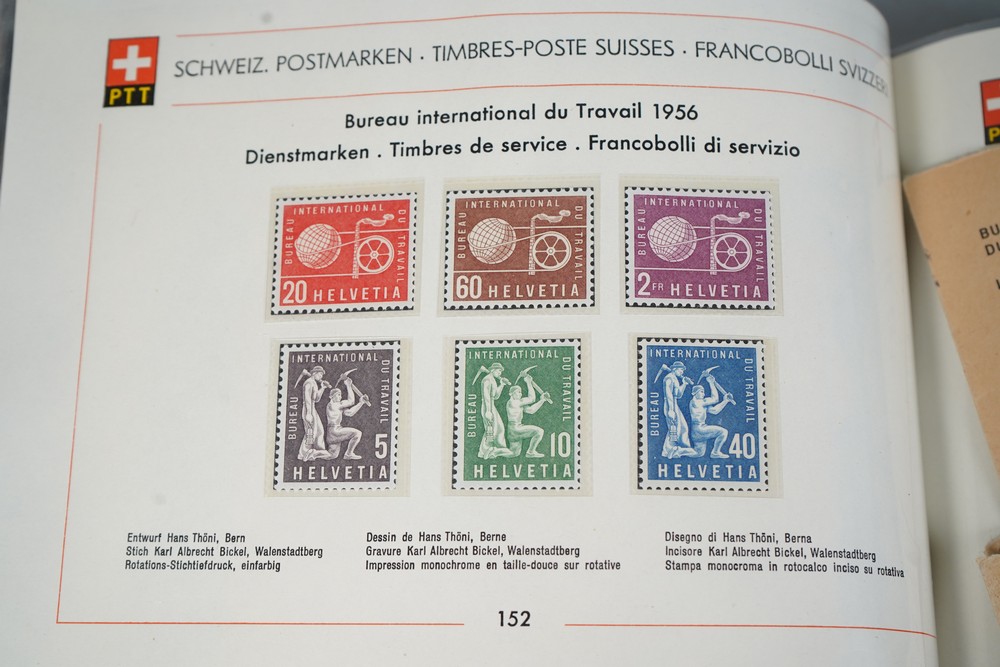 PTT
SCHWEIZ. POSTMARKEN · TIMBRES-POSTE SUISSES · FRANCOBOLLI SVIZZERI
Bureau international du Travail 1956
Dienstmarken . Timbres de service . Francobolli di servizio
BUREAU INTERNATIONAL DU TRAVAIL
20 HELVETIA
BUREAU INTERNATIONAL DU TRAVAIL
60 HELVETIA
BUREAU INTERNATIONAL DU TRAVAIL
2 FR HELVETIA
BUREAU INTERNATIONAL DU TRAVAIL
5
HELVETIA
BUREAU INTERNATIONAL DU TRAVAIL
10
HELVETIA
BUREAU INTERNATIONAL DU TRAVAIL
40
HELVETIA
Entwurf Hans Thöni, Bern
Stich Karl Albrecht Bickel, Walenstadtberg
Rotations-Stichtiefdruck, einfarbig
Dessin de Hans Thöni, Berne
Gravure Karl Albrecht Bickel, Walenstadtberg
Impression monochrome en taille-douce sur rotative
Disegno di Hans Thöni, Berna
Incisore Karl Albrecht Bickel, Walenstadtberg
Stampa monocroma in rotocalco inciso su rotativa
152